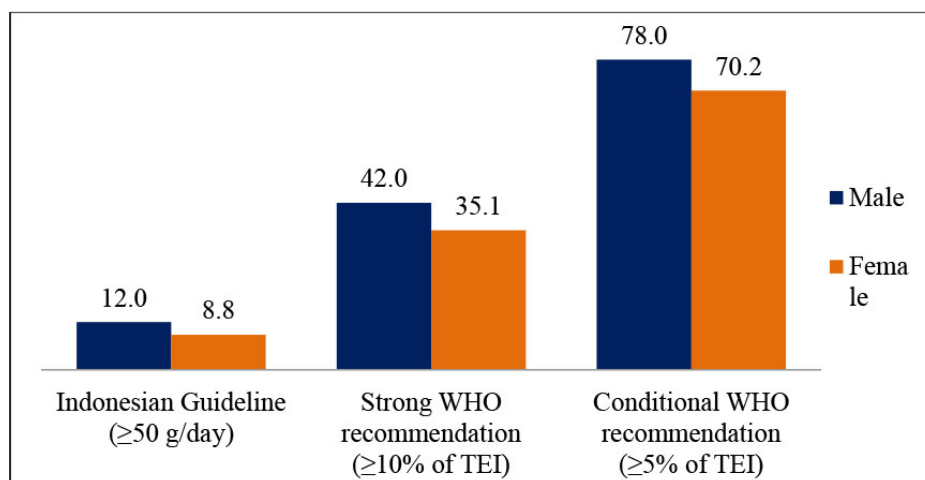 78.0
70.2
42.0
35.1
12.0
8.8
Male
Fema
le
Indonesian Guideline
(≥50 g/day)
Strong WHO
recommendation
(≥10% of TEI)
Conditional WHO
recommendation
(≥5% of TEI)